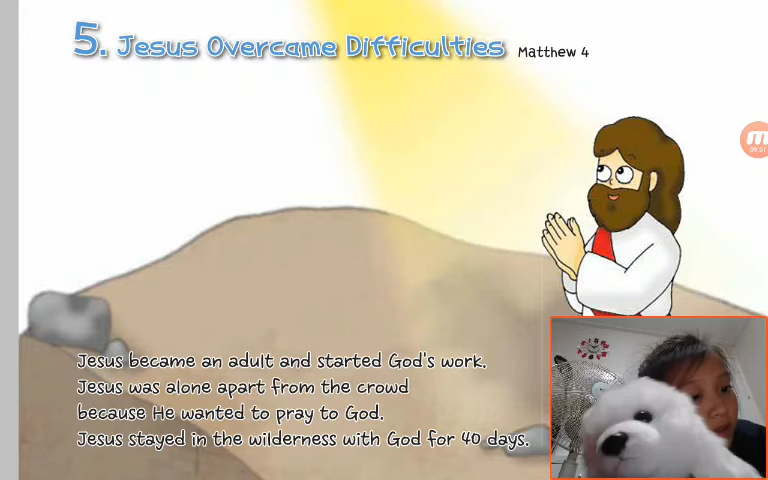 5. Jesus Overcame Difficulties Matthew 4
Jesus became an adult and started God's work.
Jesus was alone apart from the crowd
because He wanted to pray to God.
Jesus stayed in the wilderness with God for 40 days.